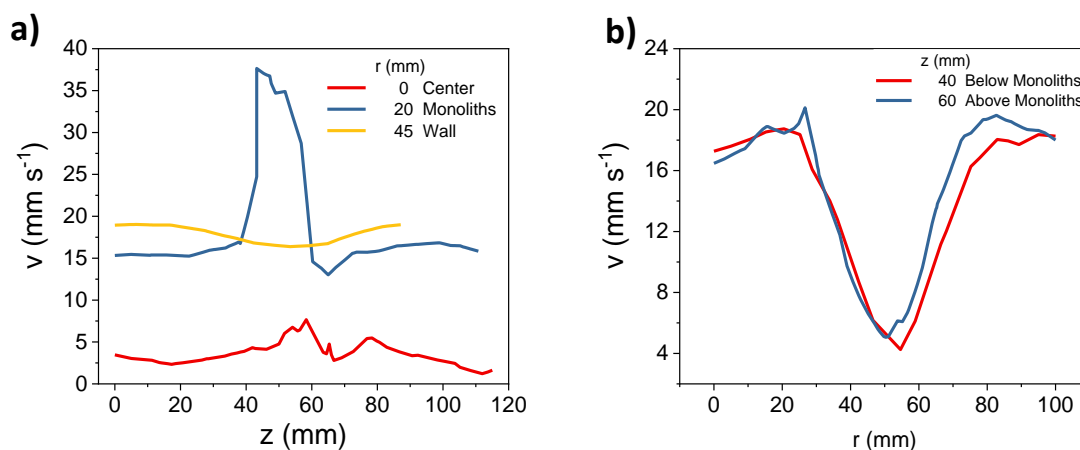 a)
v (mm s-1)
40
35
30
25
20
15
10
5
0
r (mm)
0 Center
20 Monoliths
45 Wall
0 20 40 60 80 100 120
z (mm)
b)
v (mm s-1)
24
20
16
12
8
4
z (mm)
40 Below Monoliths
60 Above Monoliths
0 20 40 60 80 100
r (mm)